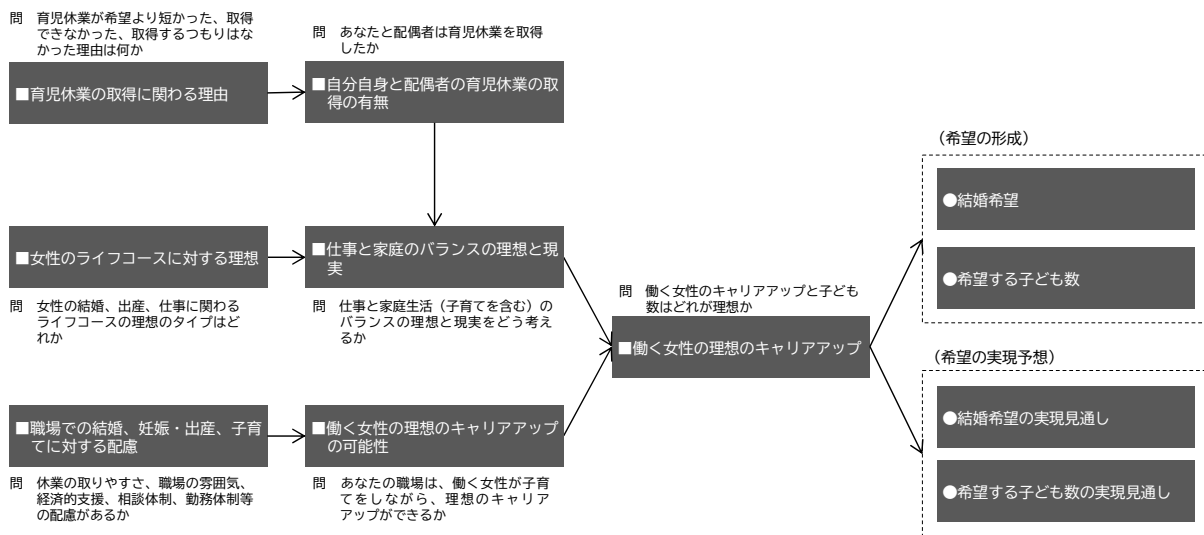 問　育児休業が希望より短かった、取得
できなかった、取得するつもりはな
かった理由は何か
■育児休業の取得に関わる理由
問　あなたと配偶者は育児休業を取得
したか
■自分自身と配偶者の育児休業の取
得の有無
■女性のライフコースに対する理想
問　女性の結婚、出産、仕事に関わる
ライフコースの理想のタイプはど
れか
■仕事と家庭のバランスの理想と現
実
問　仕事と家庭生活（子育てを含む）の
バランスの理想と現実をどう考え
るか
■職場での結婚、妊娠・出産、子育
てに対する配慮
問　休業の取りやすさ、職場の雰囲気、
経済的支援、相談体制、勤務体制等
の配慮があるか
■働く女性の理想のキャリアアップ
の可能性
問　あなたの職場は、働く女性が子育
てをしながら、理想のキャリア
アップができるか
問　働く女性のキャリアアップと子ども
数はどれが理想か
■働く女性の理想のキャリアアップ
（希望の形成）
●結婚希望
●希望する子ども数
（希望の実現予想）
●結婚希望の実現見通し
●希望する子ども数の実現見通し